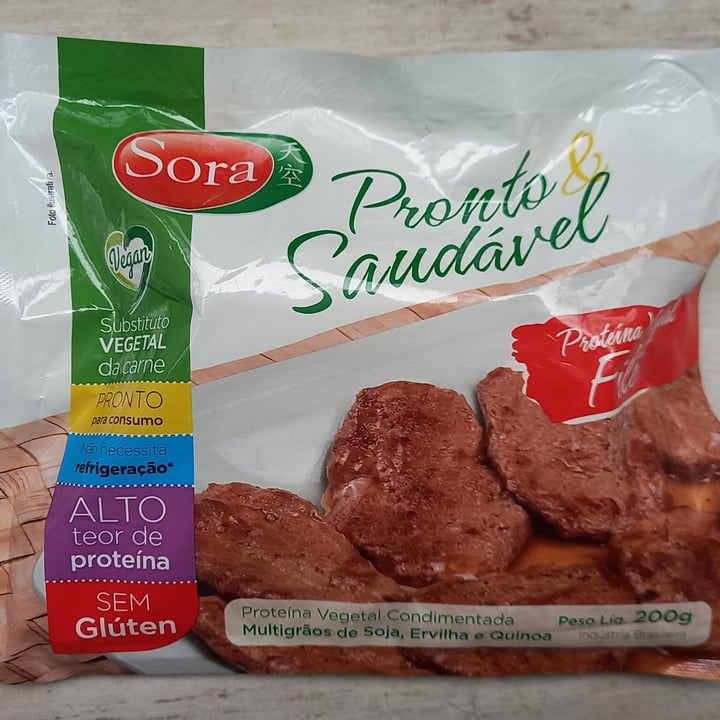 Foto Ilustrativa.
Sora
天空
Pronto &
Saudável
Vegan
Substituto
VEGETAL
da carne
PRONTO
para consumo
Não necessita
refrigeração*
ALTO
teor de
proteína
SEM
Glúten
Proteína
Proteína Vegetal Condimentada
Multigrãos de Soja, Ervilha e Quinoa
Peso Líq. 200g
Indústria Brasileira